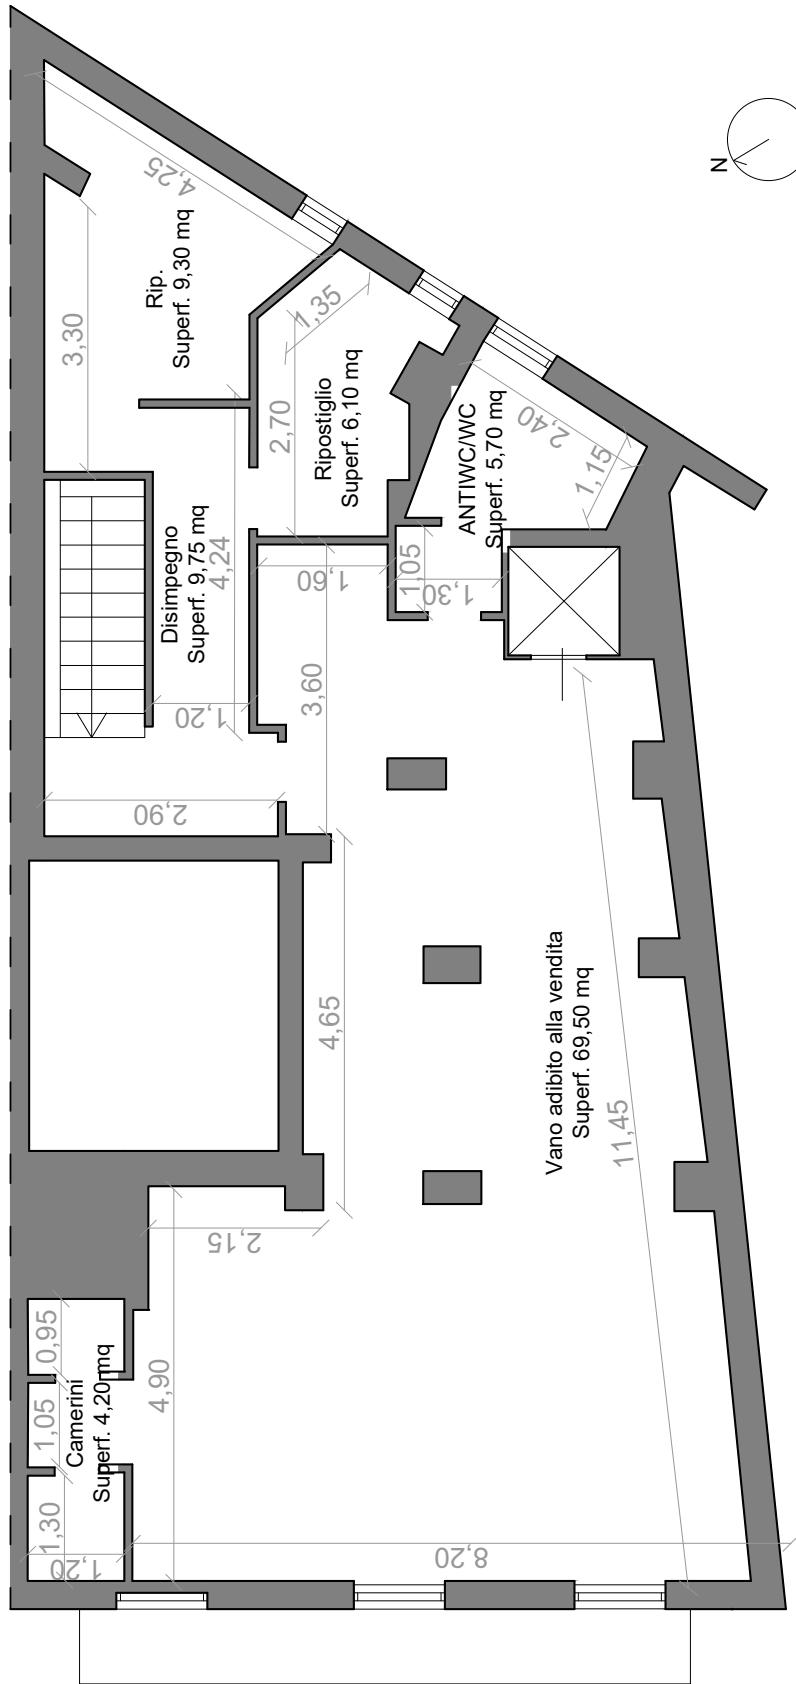 N
4,25
Rip.
Superf. 9,30 mq
3,30
1,35
2,70
Ripostiglio
Superf. 6,10 mq
ANTIWC/WC
Superf. 5,70 mq
2,40
1,15
Disimpegno
Superf. 9,75 mq
4,24
1,60
1,05
1,30
3,60
1,20
2,90
4,65
Vano adibito alla vendita
Superf. 69,50 mq
11,45
2,15
0,95
4,90
Camerini
Superf. 4,20 mq
1,05
1,30
1,20
8,20